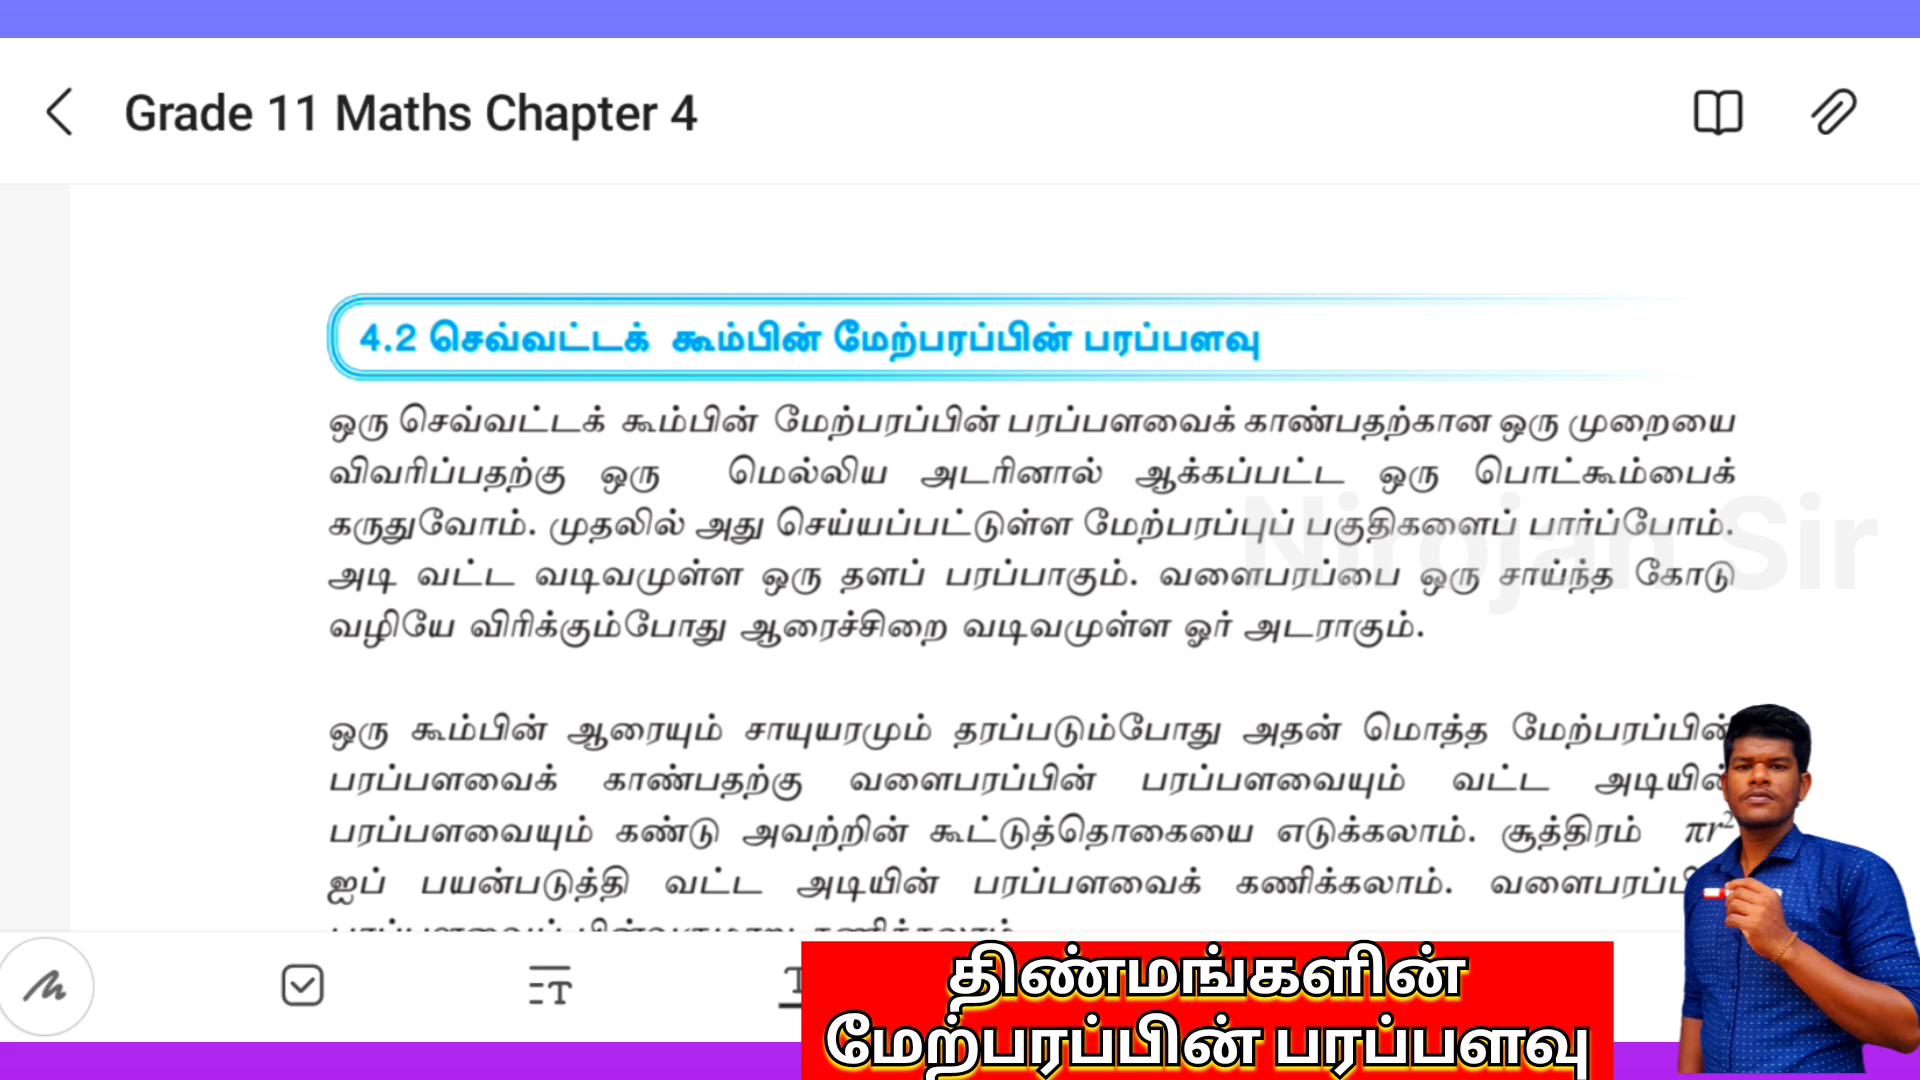 Grade 11 Maths Chapter 4
4.2 செவ்வட்டக் கூம்பின் மேற்பரப்பின் பரப்பளவு
ஒரு செவ்வட்டக் கூம்பின் மேற்பரப்பின் பரப்பளவைக் காண்பதற்கான ஒரு முறையை
விவரிப்பதற்கு ஒரு மெல்லிய அடரினால் ஆக்கப்பட்ட ஒரு பொட்கூம்பைக்
கருதுவோம். முதலில் அது செய்யப்பட்டுள்ள மேற்பரப்புப் பகுதிகளைப் பார்ப்போம்.
Nirojan Sir
அடி வட்ட வடிவமுள்ள ஒரு தளப் பரப்பாகும். வளைபரப்பை ஒரு சாய்ந்த கோடு
வழியே விரிக்கும்போது ஆரைச்சிறை வடிவமுள்ள ஓர் அடராகும்.
ஒரு கூம்பின் ஆரையும் சாயுயரமும் தரப்படும்போது அதன் மொத்த மேற்பரப்பின்
பரப்பளவைக் காண்பதற்கு வளைபரப்பின் பரப்பளவையும் வட்ட அடியின்
பரப்பளவையும் கண்டு அவற்றின் கூட்டுத்தொகையை எடுக்கலாம். சூத்திரம் πr²
ஐப் பயன்படுத்தி வட்ட அடியின் பரப்பளவைக் கணிக்கலாம்.
திண்மங்களின்
மேற்பரப்பின் பரப்பளவு